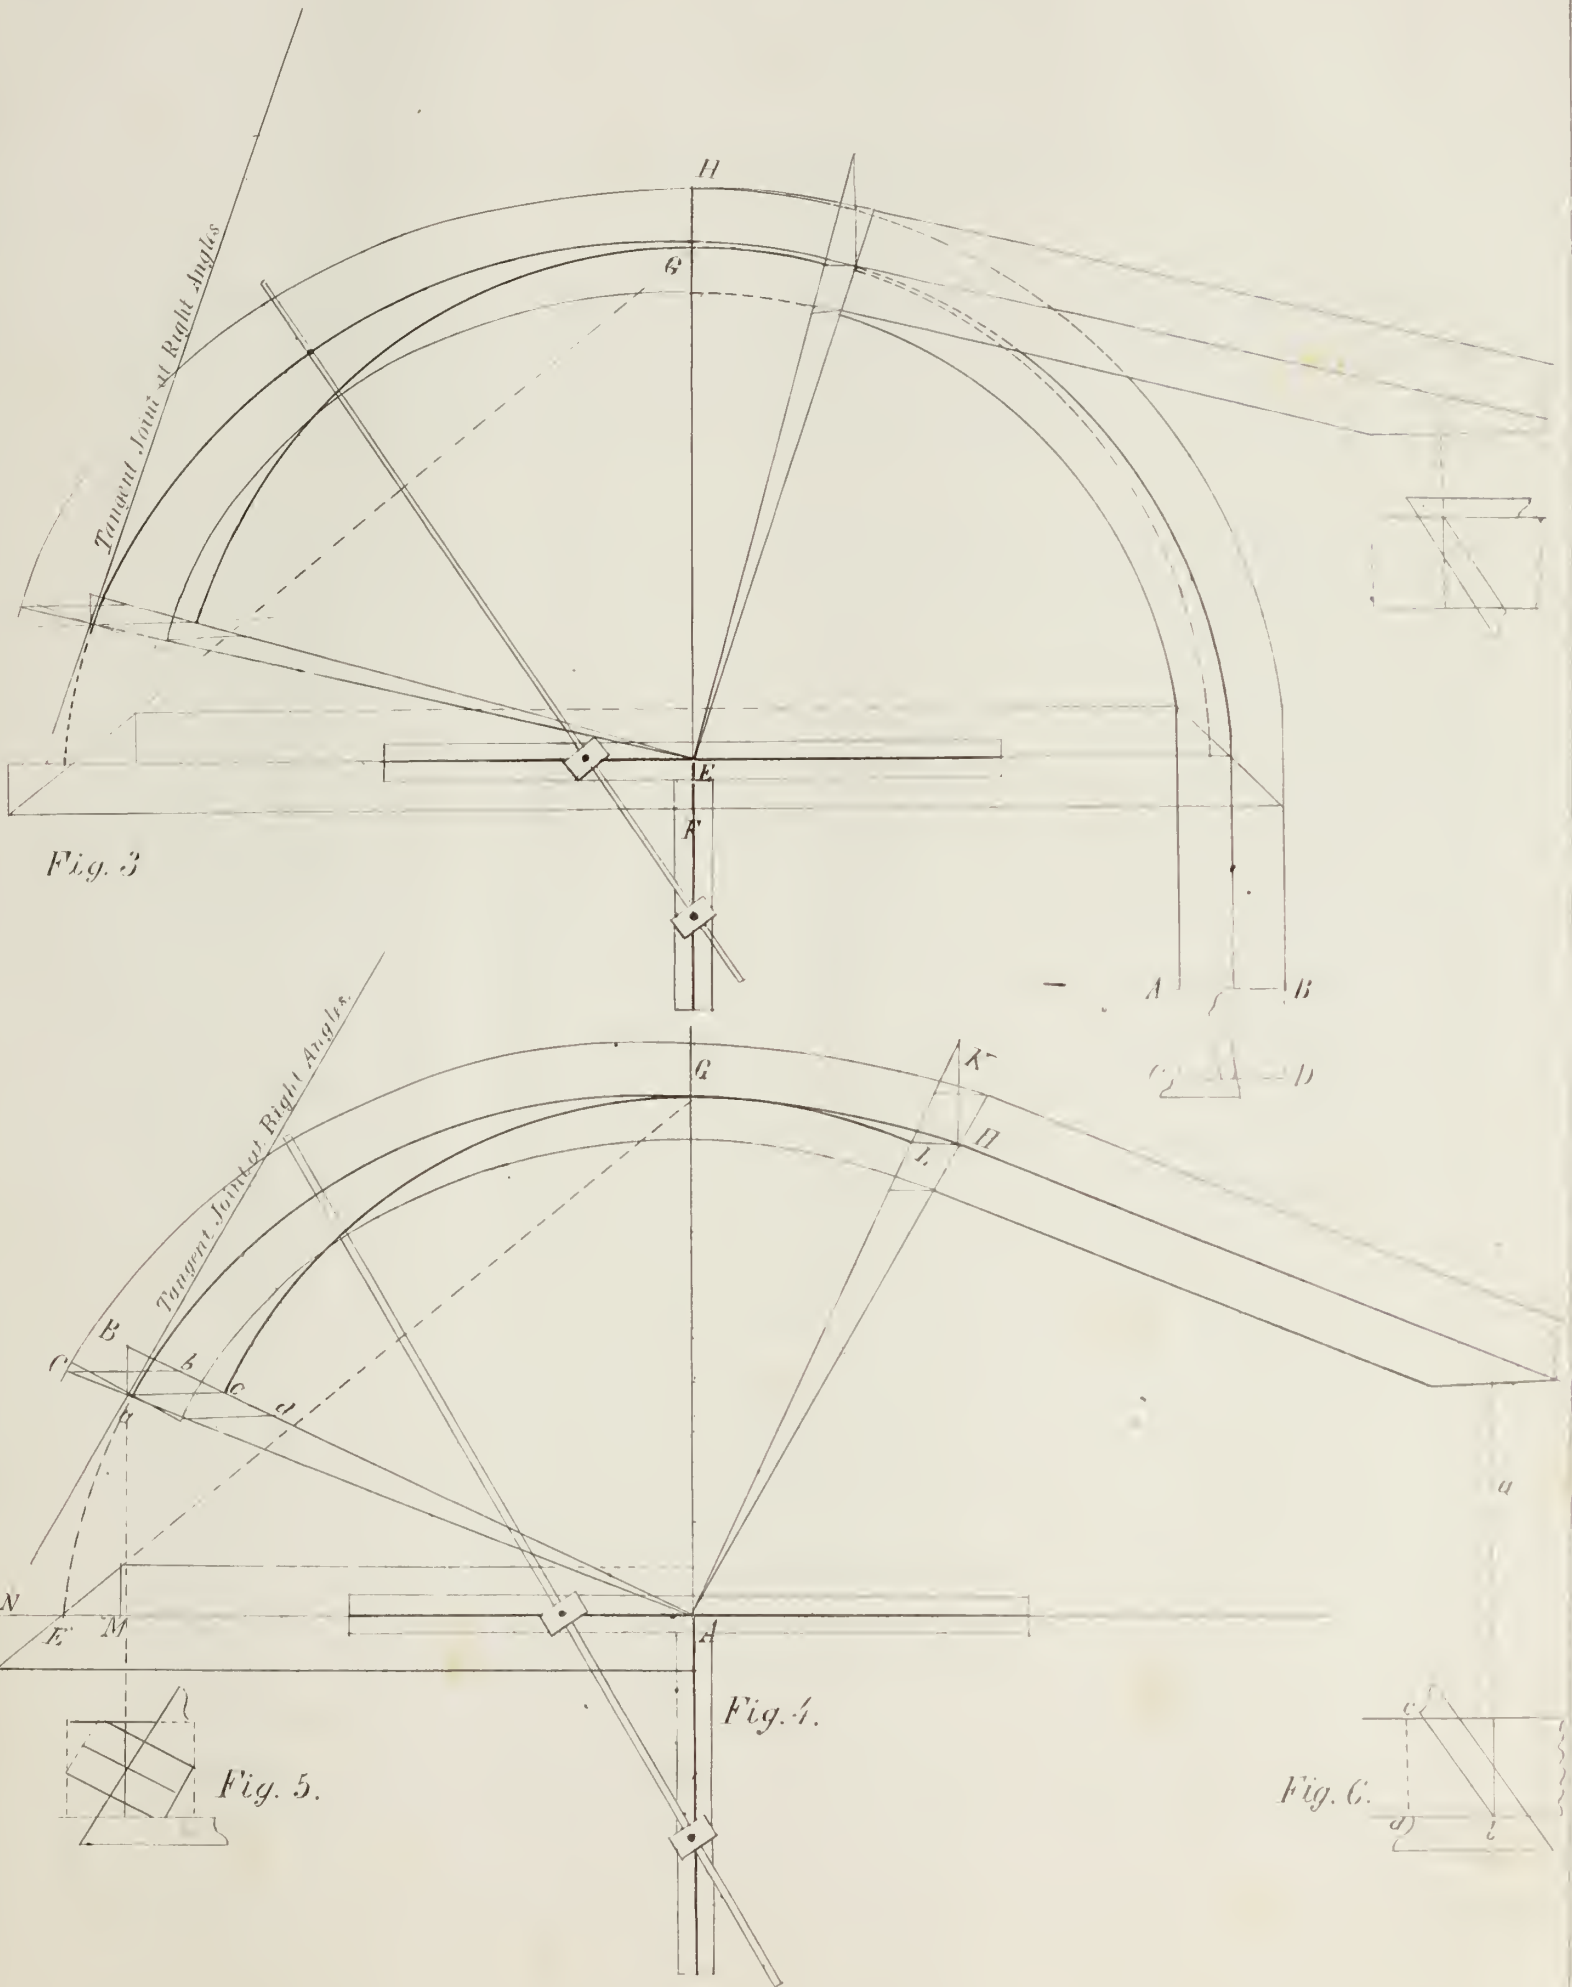 H
G
Tangent Joint at Right Angles
E
F
Fig. 3
A
B
C
D
Tangent Joint at Right Angles.
G
K
H
L
B
C
b
c
a
d
a
N
E
M
A
Fig. 4.
Fig. 5.
Fig. 6.
c
d